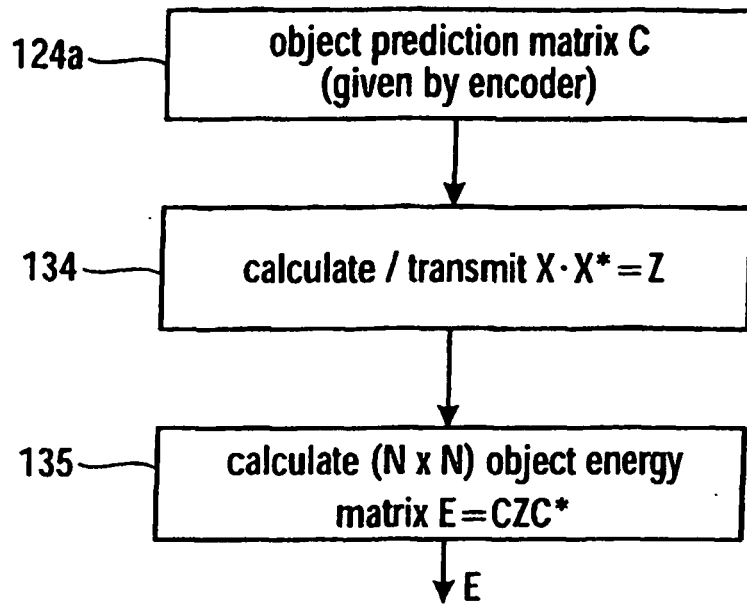 124a
object prediction matrix C
(given by encoder)
134
calculate / transmit X·X*=Z
135
calculate (N x N) object energy
matrix E=CZC*
E